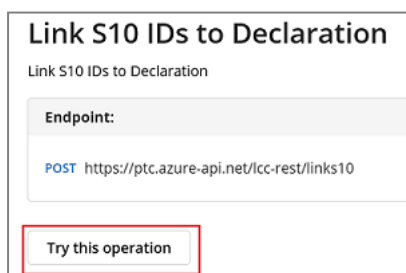 Link S10 IDs to Declaration
Link S10 IDs to Declaration
Endpoint:
POST https://ptc.azure-api.net/lcc-rest/links10
Try this operation